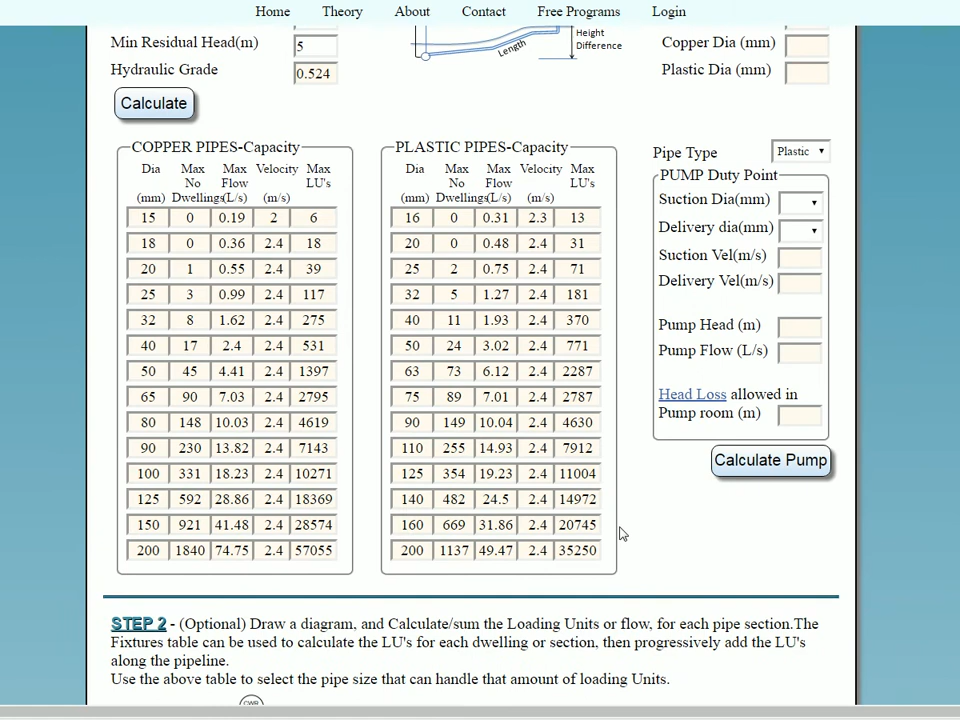 Home Theory About Contact Free Programs Login
Min Residual Head(m) 5
Hydraulic Grade 0.524
Calculate
Length
Height
Difference
Copper Dia (mm)
Plastic Dia (mm)
COPPER PIPES-Capacity
Dia Max Max Velocity Max
No Flow LU's
(mm) Dwellings(L/s) (m/s)
15 0 0.19 2 6
18 0 0.36 2.4 18
20 1 0.55 2.4 39
25 3 0.99 2.4 117
32 8 1.62 2.4 275
40 17 2.4 2.4 531
50 45 4.41 2.4 1397
65 90 7.03 2.4 2795
80 148 10.03 2.4 4619
90 230 13.82 2.4 7143
100 331 18.23 2.4 10271
125 592 28.86 2.4 18369
150 921 41.48 2.4 28574
200 1840 74.75 2.4 57055
PLASTIC PIPES-Capacity
Dia Max Max Velocity Max
No Flow LU's
(mm) Dwellings(L/s) (m/s)
16 0 0.31 2.3 13
20 0 0.48 2.4 31
25 2 0.75 2.4 71
32 5 1.27 2.4 181
40 11 1.93 2.4 370
50 24 3.02 2.4 771
63 73 6.12 2.4 2287
75 89 7.01 2.4 2787
90 149 10.04 2.4 4630
110 255 14.93 2.4 7912
125 354 19.23 2.4 11004
140 482 24.5 2.4 14972
160 669 31.86 2.4 20745
200 1137 49.47 2.4 35250
Pipe Type Plastic
PUMP Duty Point
Suction Dia(mm)
Delivery dia(mm)
Suction Vel(m/s)
Delivery Vel(m/s)
Pump Head (m)
Pump Flow (L/s)
Head Loss allowed in
Pump room (m)
Calculate Pump
STEP 2 - (Optional) Draw a diagram, and Calculate/sum the Loading Units or flow, for each pipe section.The
Fixtures table can be used to calculate the LU's for each dwelling or section, then progressively add the LU's
along the pipeline.
Use the above table to select the pipe size that can handle that amount of loading Units.